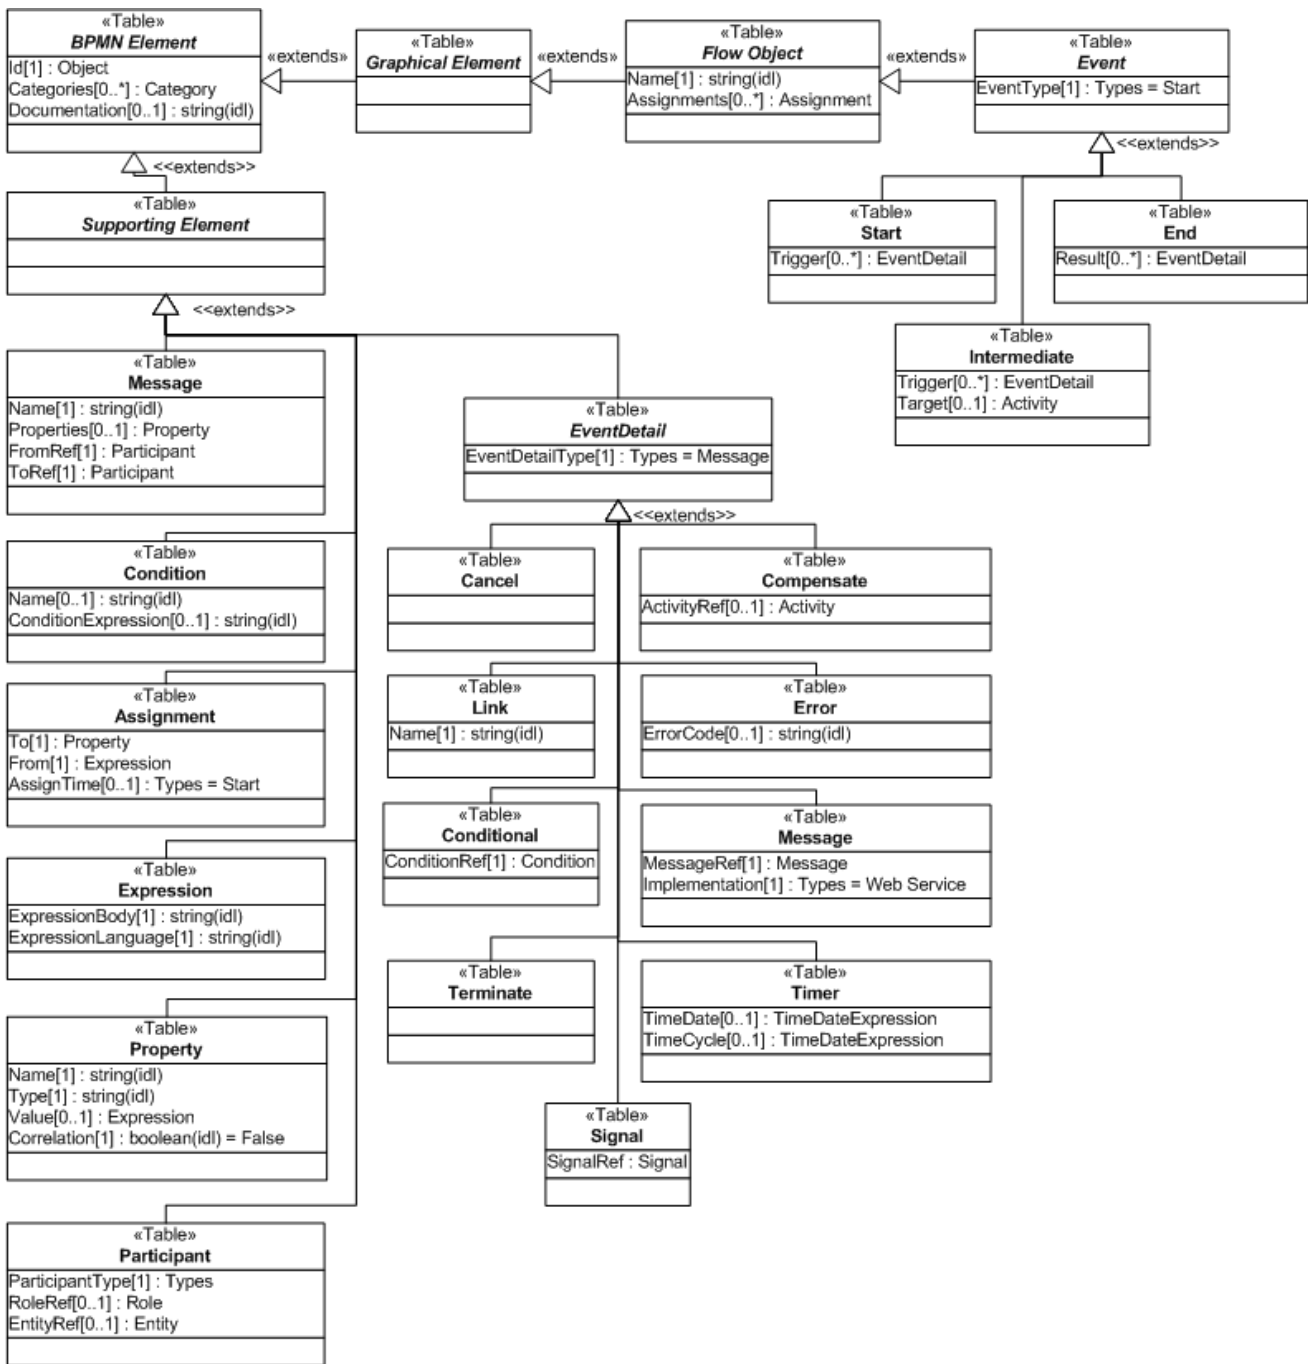 «Table»
BPMN Element
Id[1] : Object
Categories[0..*] : Category
Documentation[0..1] : string(idl)
«extends»
«Table»
Graphical Element
«extends»
«Table»
Flow Object
Name[1] : string(idl)
Assignments[0..*] : Assignment
«extends»
«Table»
Event
EventType[1] : Types = Start
<<extends>>
<<extends>>
«Table»
Supporting Element
«Table»
Start
Trigger[0..*] : EventDetail
«Table»
End
Result[0..*] : EventDetail
«Table»
Intermediate
Trigger[0..*] : EventDetail
Target[0..1] : Activity
<<extends>>
«Table»
Message
Name[1] : string(idl)
Properties[0..1] : Property
FromRef[1] : Participant
ToRef[1] : Participant
«Table»
EventDetail
EventDetailType[1] : Types = Message
<<extends>>
«Table»
Condition
Name[0..1] : string(idl)
ConditionExpression[0..1] : string(idl)
«Table»
Cancel
«Table»
Compensate
ActivityRef[0..1] : Activity
«Table»
Assignment
To[1] : Property
From[1] : Expression
AssignTime[0..1] : Types = Start
«Table»
Link
Name[1] : string(idl)
«Table»
Error
ErrorCode[0..1] : string(idl)
«Table»
Conditional
ConditionRef[1] : Condition
«Table»
Message
MessageRef[1] : Message
Implementation[1] : Types = Web Service
«Table»
Expression
ExpressionBody[1] : string(idl)
ExpressionLanguage[1] : string(idl)
«Table»
Terminate
«Table»
Timer
TimeDate[0..1] : TimeDateExpression
TimeCycle[0..1] : TimeDateExpression
«Table»
Property
Name[1] : string(idl)
Type[1] : string(idl)
Value[0..1] : Expression
Correlation[1] : boolean(idl) = False
«Table»
Signal
SignalRef : Signal
«Table»
Participant
ParticipantType[1] : Types
RoleRef[0..1] : Role
EntityRef[0..1] : Entity